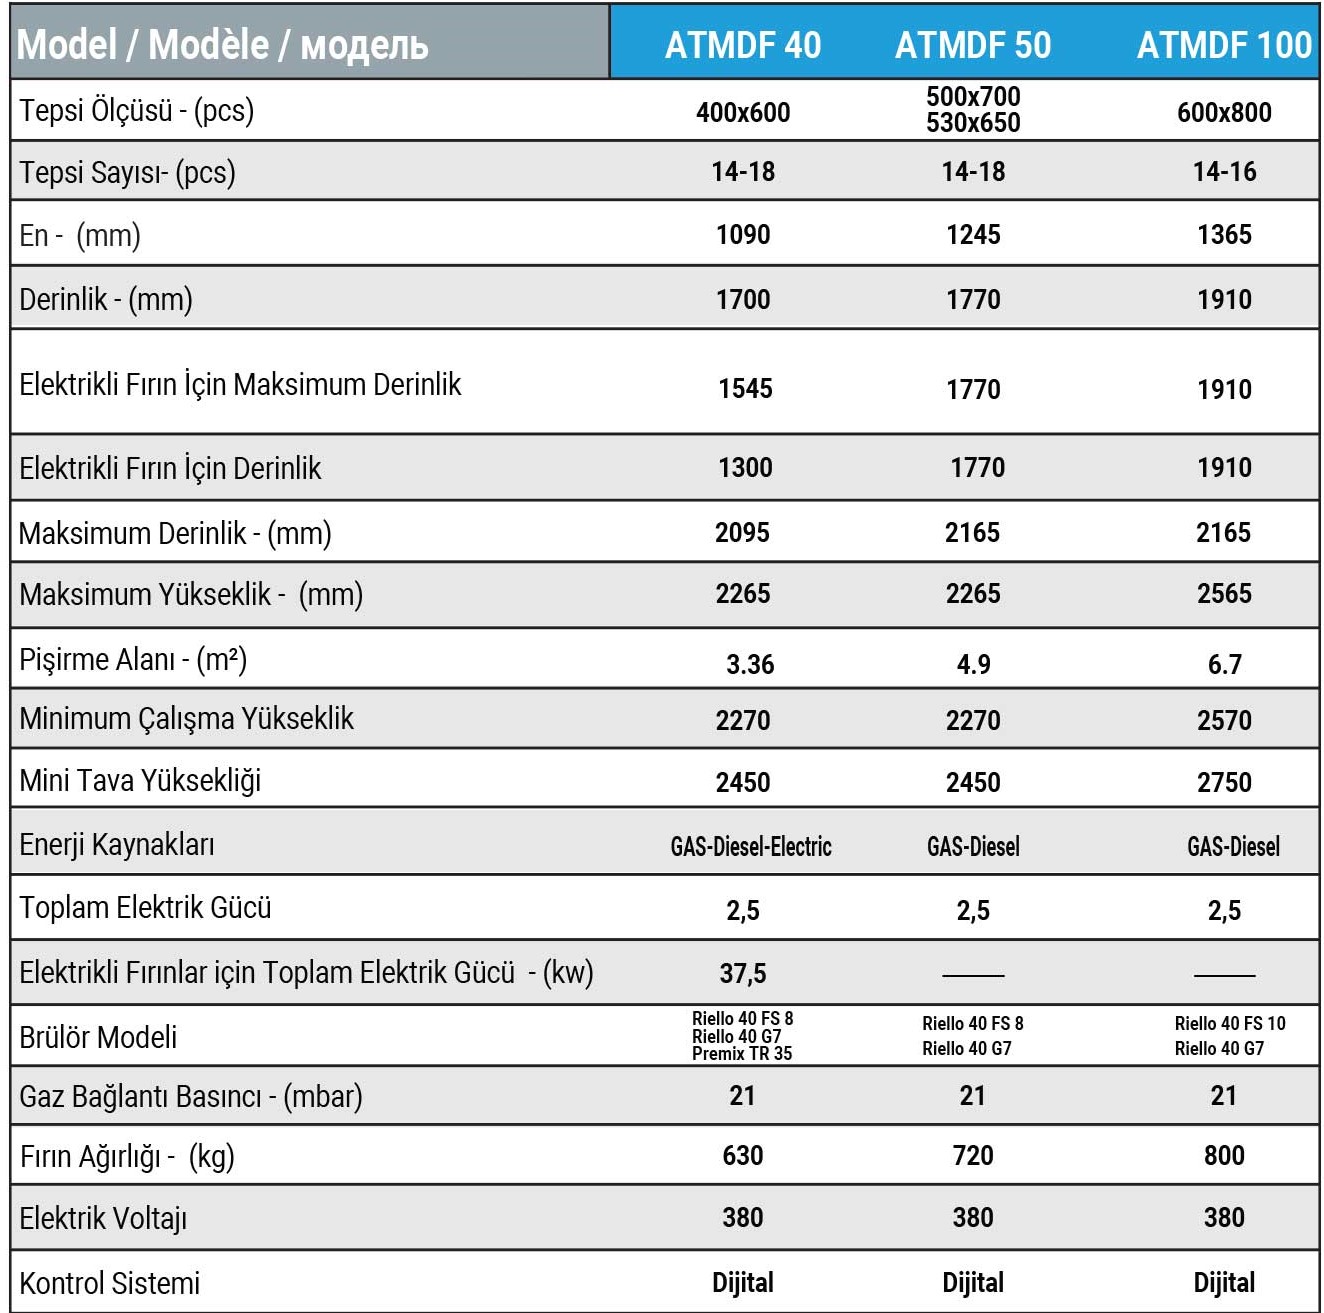 Model / Modèle / модель ATMDF 40 ATMDF 50 ATMDF 100
Tepsi Ölçüsü - (pcs) 400x600 500x700 530x650 600x800
Tepsi Sayısı- (pcs) 14-18 14-18 14-16
En - (mm) 1090 1245 1365
Derinlik - (mm) 1700 1770 1910
Elektrikli Fırın İçin Maksimum Derinlik 1545 1770 1910
Elektrikli Fırın İçin Derinlik 1300 1770 1910
Maksimum Derinlik - (mm) 2095 2165 2165
Maksimum Yükseklik - (mm) 2265 2265 2565
Pişirme Alanı - (m²) 3.36 4.9 6.7
Minimum Çalışma Yükseklik 2270 2270 2570
Mini Tava Yüksekliği 2450 2450 2750
Enerji Kaynakları GAS-Diesel-Electric GAS-Diesel GAS-Diesel
Toplam Elektrik Gücü 2,5 2,5 2,5
Elektrikli Fırınlar için Toplam Elektrik Gücü - (kw) 37,5 —— ——
Brülör Modeli Riello 40 FS 8 Riello 40 G7 Premix TR 35 Riello 40 FS 8 Riello 40 G7 Riello 40 FS 10 Riello 40 G7
Gaz Bağlantı Basıncı - (mbar) 21 21 21
Fırın Ağırlığı - (kg) 630 720 800
Elektrik Voltajı 380 380 380
Kontrol Sistemi Dijital Dijital Dijital